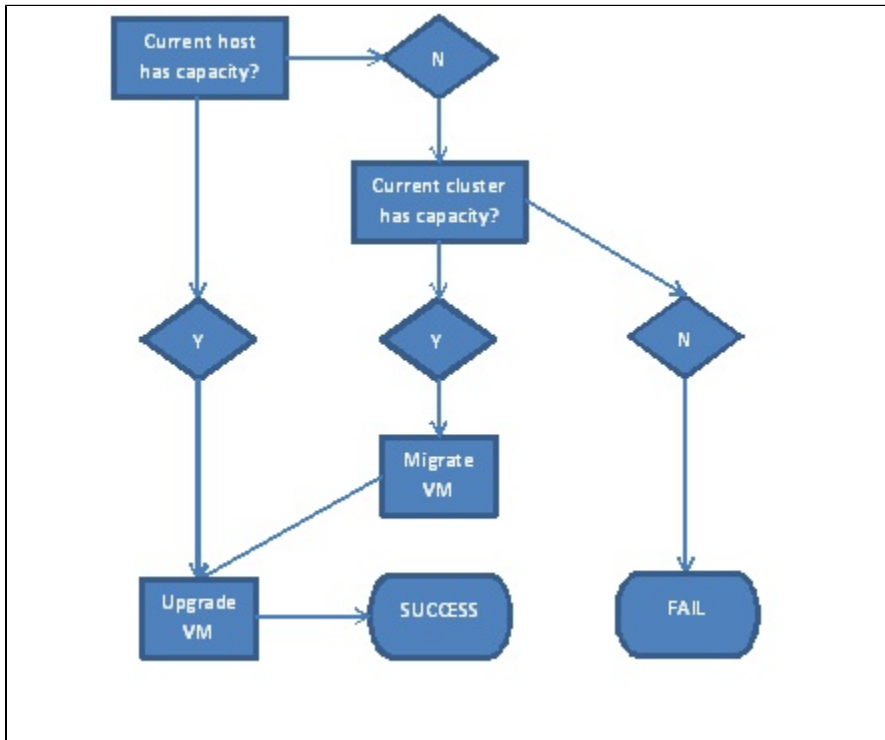 Current host
has capacity?
N
Current cluster
has capacity?
Y
Y
N
Migrate
VM
Upgrade
VM
SUCCESS
FAIL